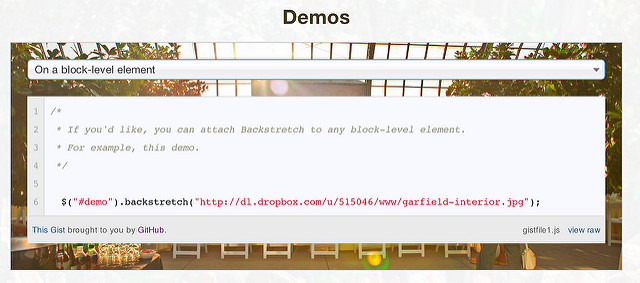 Demos
On a block-level element
1 /*
2 * If you'd like, you can attach Backstretch to any block-level element.
3 * For example, this demo.
4 */
5
6 $("#demo").backstretch("http://dl.dropbox.com/u/515046/www/garfield-interior.jpg");
This Gist brought to you by GitHub. gistfile1.js view raw